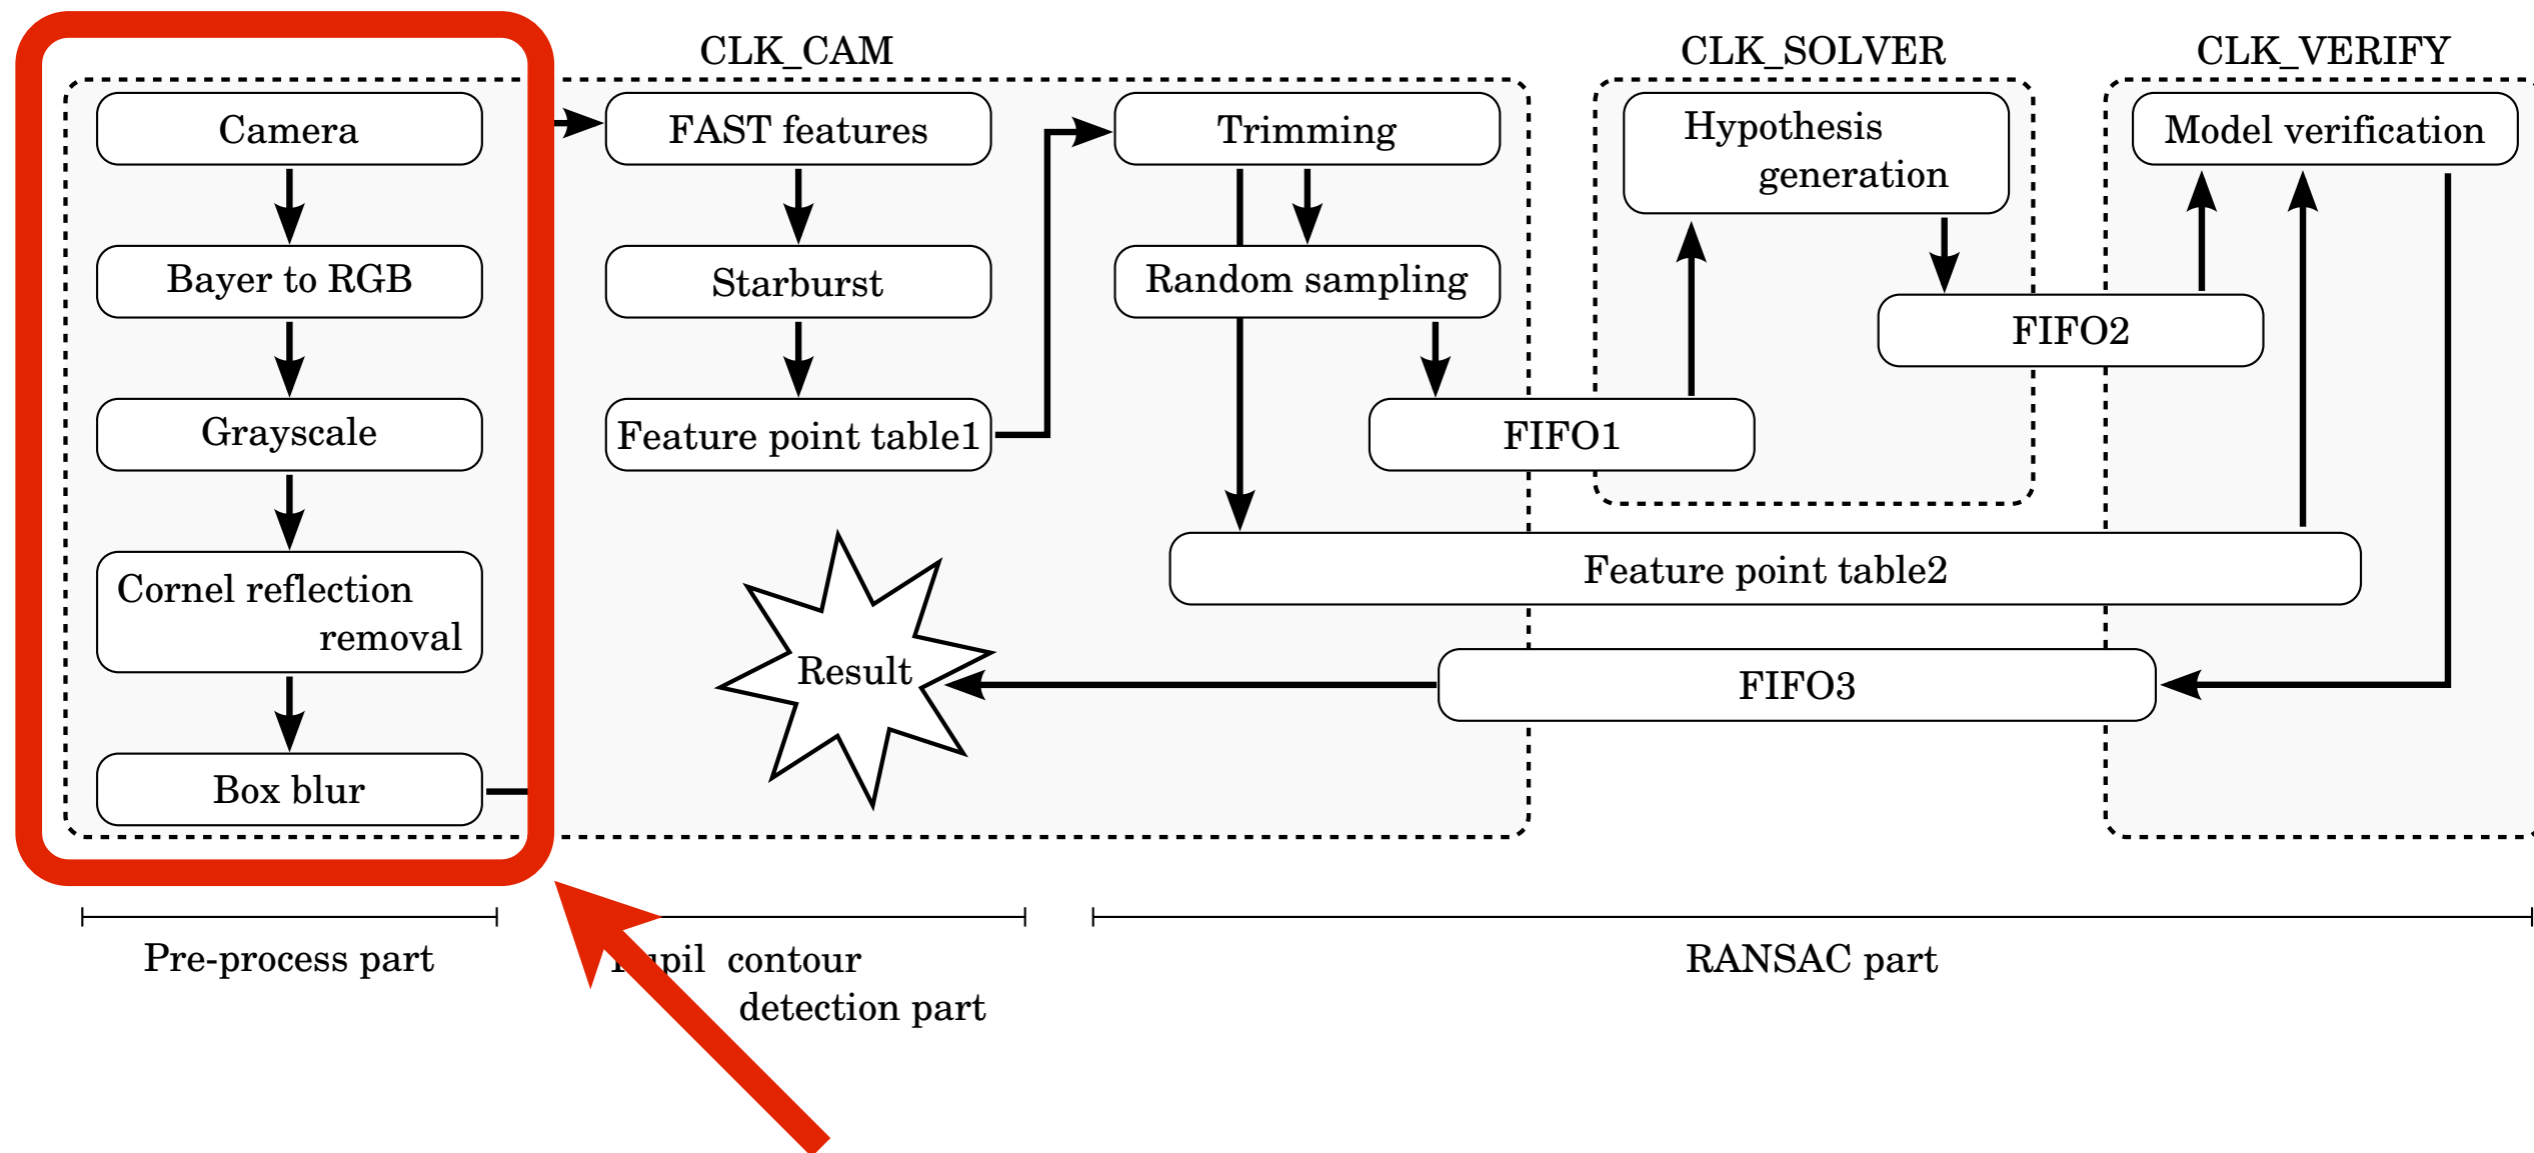 CLK_CAM
CLK_SOLVER
CLK_VERIFY
Camera
Bayer to RGB
Grayscale
Cornel reflection
removal
Box blur
FAST features
Starburst
Feature point table1
Trimming
Random sampling
FIFO1
Hypothesis
generation
FIFO2
Model verification
Feature point table2
FIFO3
Result
Pre-process part
contour
detection part
RANSAC part